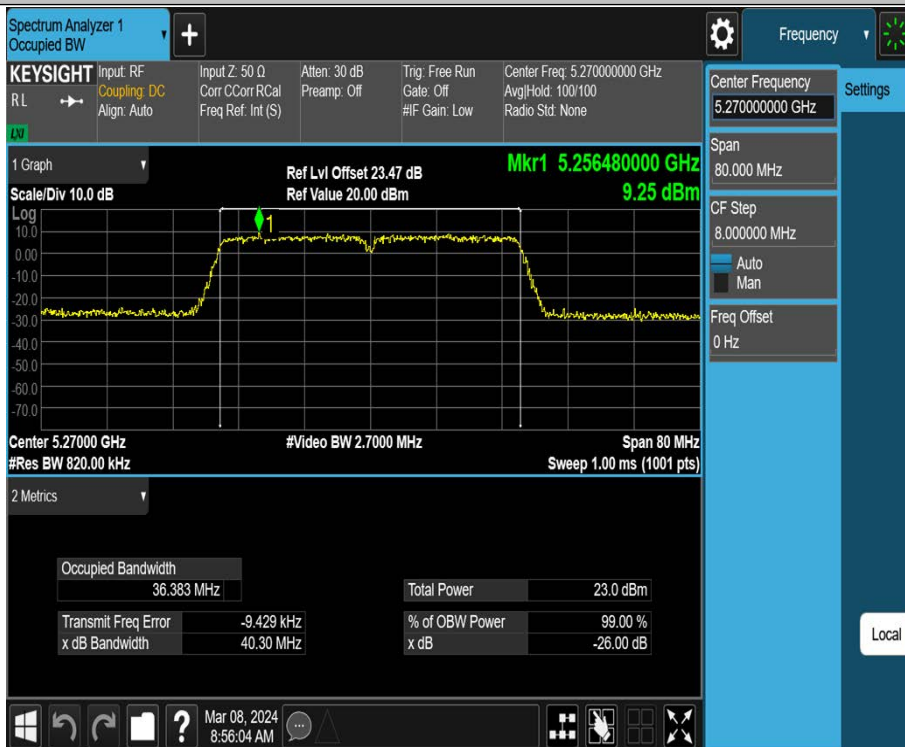 Spectrum Analyzer 1
Occupied BW
+
Frequency
KEYSIGHT
R L
LXI
Input: RF
Coupling: DC
Align: Auto
Input Z: 50 Ω
Corr CCorr RCal
Freq Ref: Int (S)
Atten: 30 dB
Preamp: Off
Trig: Free Run
Gate: Off
#IF Gain: Low
Center Freq: 5.270000000 GHz
Avg|Hold: 100/100
Radio Std: None
Center Frequency
5.270000000 GHz
Settings
Span
80.000 MHz
CF Step
8.000000 MHz
Auto
Man
Freq Offset
0 Hz
1 Graph
Scale/Div 10.0 dB
Ref Lvl Offset 23.47 dB
Ref Value 20.00 dBm
Mkr1 5.256480000 GHz
9.25 dBm
Log
10.0
0.00
-10.0
-20.0
-30.0
-40.0
-50.0
-60.0
-70.0
1
Center 5.27000 GHz
#Video BW 2.7000 MHz
Span 80 MHz
#Res BW 820.00 kHz
Sweep 1.00 ms (1001 pts)
2 Metrics
Occupied Bandwidth
36.383 MHz
Total Power 23.0 dBm
Transmit Freq Error -9.429 kHz
% of OBW Power 99.00 %
x dB Bandwidth 40.30 MHz
x dB -26.00 dB
Local
?
Mar 08, 2024
8:56:04 AM